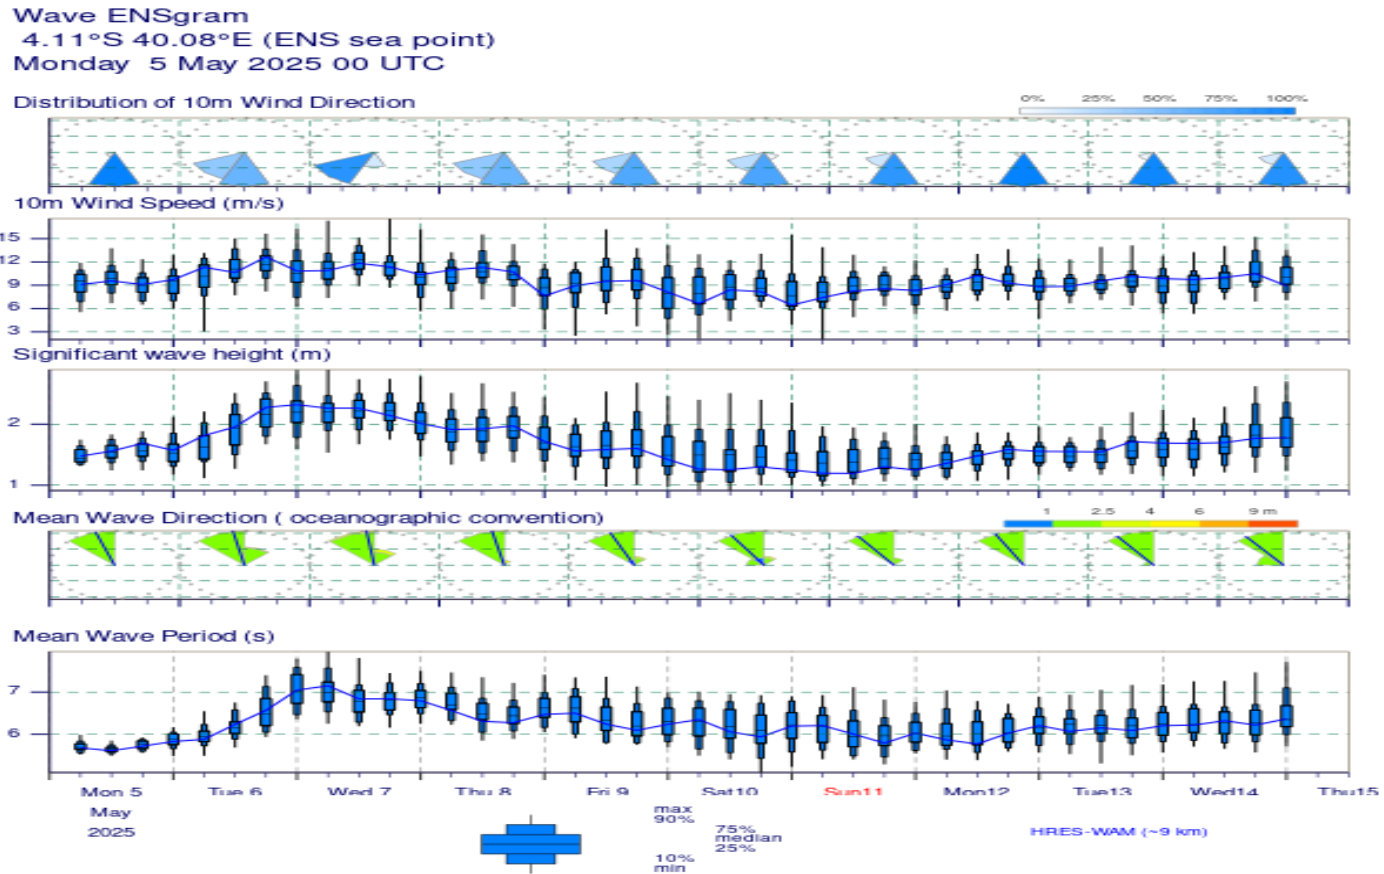 Wave ENSgram
4.11°S 40.08°E (ENS sea point)
Monday 5 May 2025 00 UTC
Distribution of 10m Wind Direction
0% 25% 50% 75% 100%
10m Wind Speed (m/s)
15
12
9
6
3
Significant wave height (m)
2
1
Mean Wave Direction ( oceanographic convention)
1 2.5 4 6 9 m
Mean Wave Period (s)
7
6
Mon 5 Tue 6 Wed 7 Thu 8 Fri 9 Sat10 Sun11 Mon12 Tue13 Wed14 Thu15
May
2025
max
90%
75%
median
25%
10%
min
HRES-WAM (~9 km)